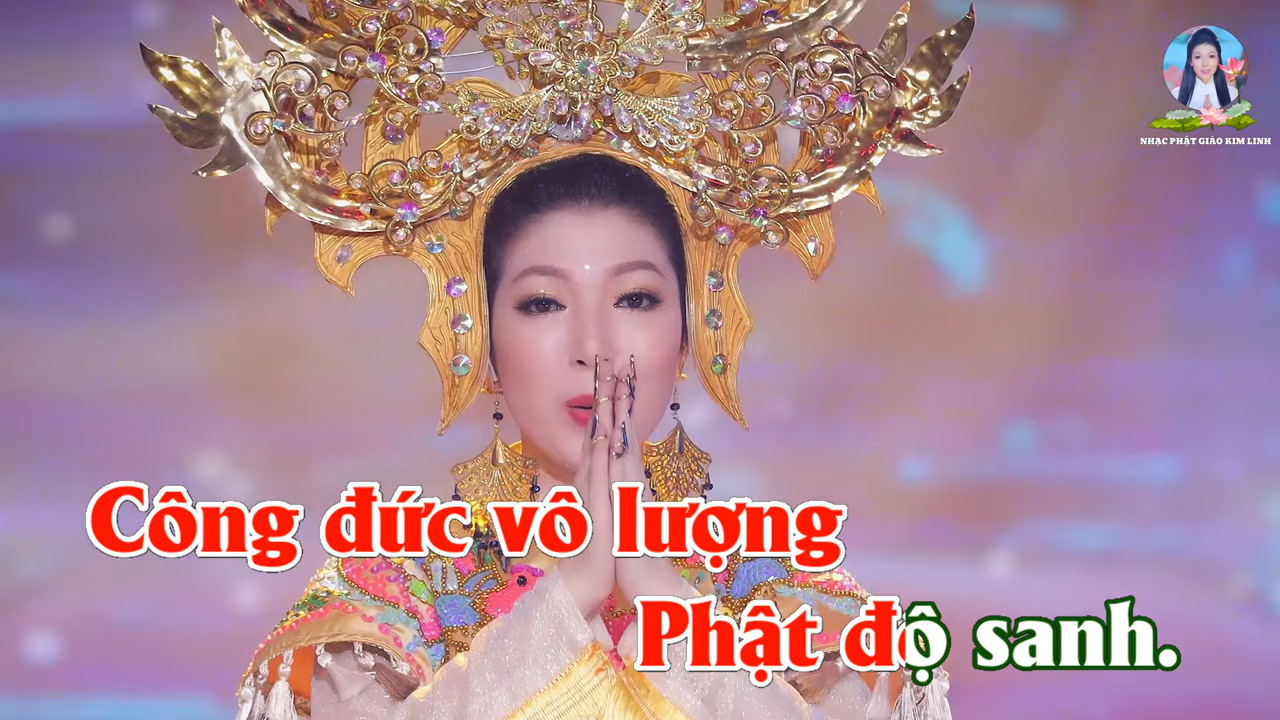 NHẠC PHẬT GIÁO KIM LINH
Công đức vô lượng
Phật độ sanh.